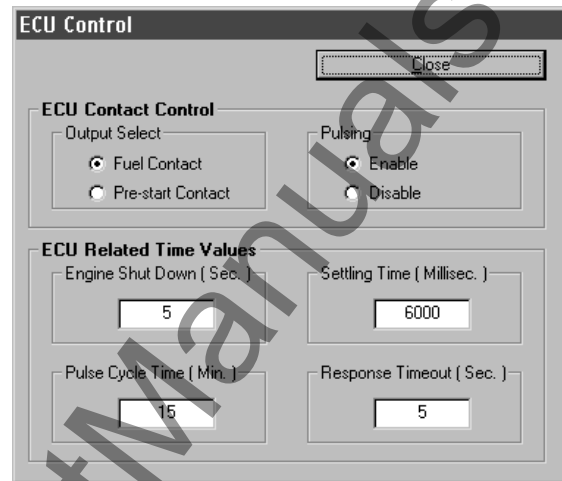 ECU Control
Close
ECU Contact Control
Output Select
Fuel Contact
Pre-start Contact
Pulsing
Enable
Disable
ECU Related Time Values
Engine Shut Down ( Sec. )
5
Settling Time ( Millisec. )
6000
Pulse Cycle Time ( Min. )
15
Response Timeout ( Sec. )
5
tManuals